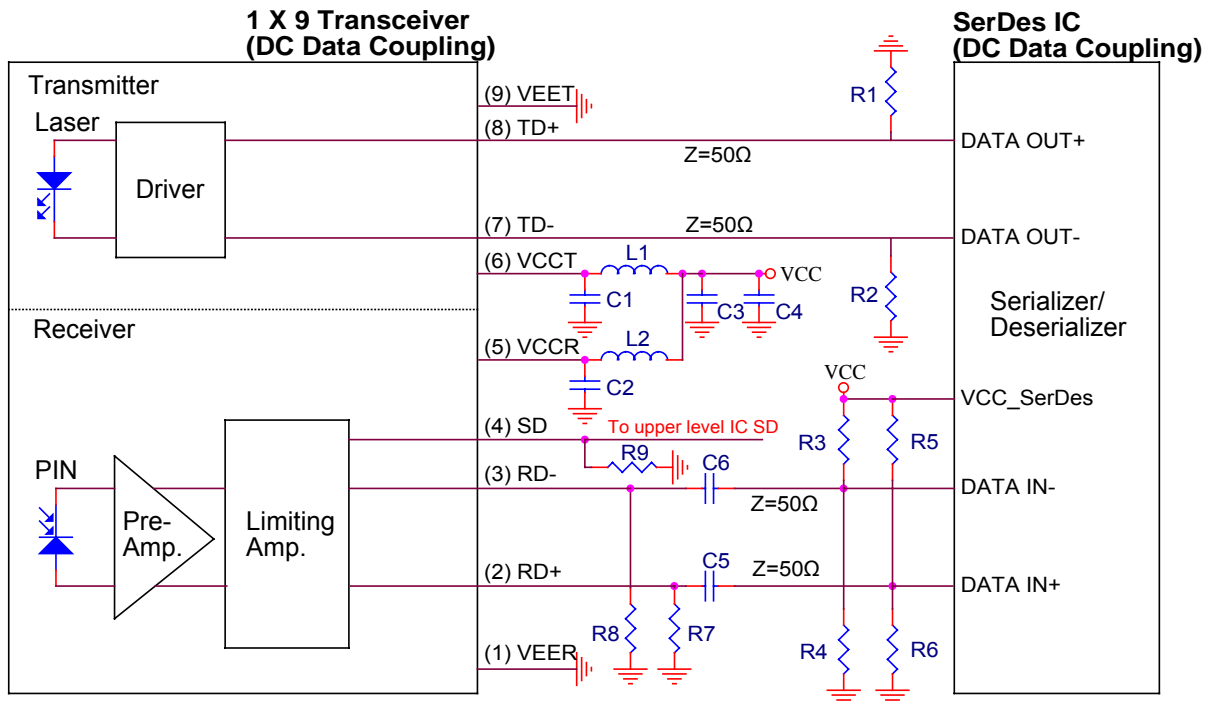 1 X 9 Transceiver
(DC Data Coupling)
SerDes IC
(DC Data Coupling)
Transmitter
Laser
Driver
(9) VEET
(8) TD+
Z=50Ω
R1
DATA OUT+
(7) TD-
Z=50Ω
DATA OUT-
(6) VCCT
L1
VCC
C1
C3
C4
R2
Serializer/
Deserializer
Receiver
(5) VCCR
L2
C2
VCC
VCC_SerDes
(4) SD
To upper level IC SD
R9
R3
R5
PIN
Pre-
Amp.
Limiting
Amp.
(3) RD-
C6
Z=50Ω
DATA IN-
(2) RD+
C5
Z=50Ω
DATA IN+
R8
R7
R4
R6
(1) VEER